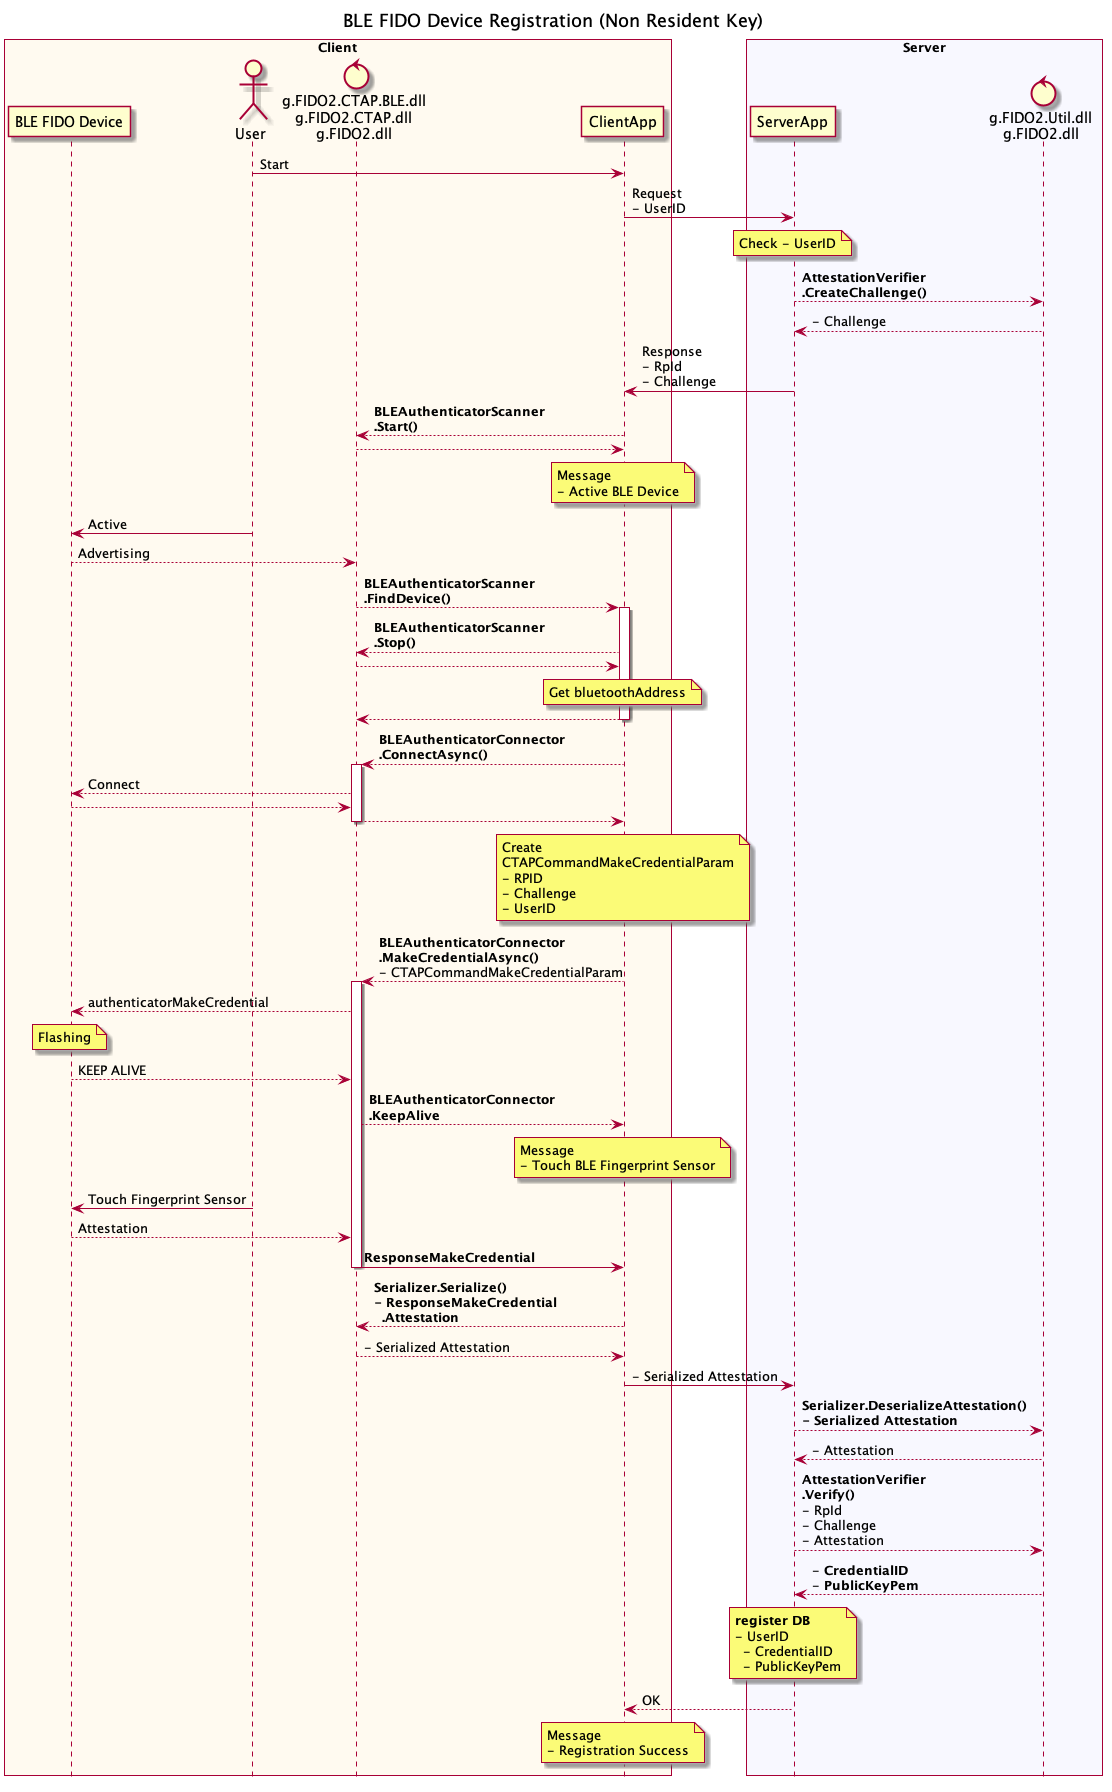 BLE FIDO Device Registration (Non Resident Key)
Client
Server
BLE FIDO Device
User
g.FIDO2.CTAP.BLE.dll
g.FIDO2.CTAP.dll
g.FIDO2.dll
ClientApp
ServerApp
g.FIDO2.Util.dll
g.FIDO2.dll
Start
Request
- UserID
Check - UserID
AttestationVerifier
.CreateChallenge()
- Challenge
Response
- RpId
- Challenge
BLEAuthenticatorScanner
.Start()
Message
- Active BLE Device
Active
Advertising
BLEAuthenticatorScanner
.FindDevice()
BLEAuthenticatorScanner
.Stop()
Get bluetoothAddress
BLEAuthenticatorConnector
.ConnectAsync()
Connect
Create
CTAPCommandMakeCredentialParam
- RPID
- Challenge
- UserID
BLEAuthenticatorConnector
.MakeCredentialAsync()
- CTAPCommandMakeCredentialParam
authenticatorMakeCredential
Flashing
KEEP ALIVE
BLEAuthenticatorConnector
.KeepAlive
Message
- Touch BLE Fingerprint Sensor
Touch Fingerprint Sensor
Attestation
ResponseMakeCredential
Serializer.Serialize()
- ResponseMakeCredential
.Attestation
- Serialized Attestation
- Serialized Attestation
Serializer.DeserializeAttestation()
- Serialized Attestation
- Attestation
AttestationVerifier
.Verify()
- RpId
- Challenge
- Attestation
- CredentialID
- PublicKeyPem
register DB
- UserID
- CredentialID
- PublicKeyPem
OK
Message
- Registration Success